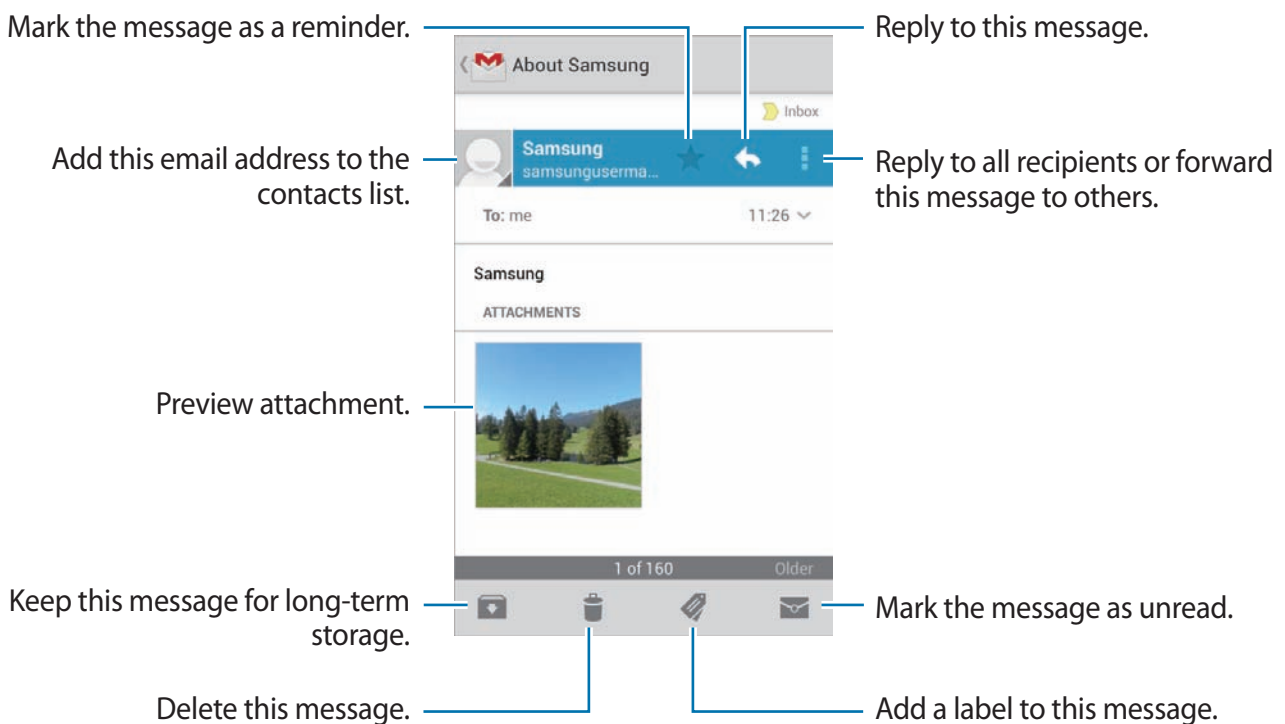 Mark the message as a reminder.
Reply to this message.
About Samsung
Inbox
Add this email address to the
contacts list.
Samsung
samsunguserma...
Reply to all recipients or forward
this message to others.
To: me
11:26
Samsung
ATTACHMENTS
Preview attachment.
1 of 160
Older
Keep this message for long-term
storage.
Mark the message as unread.
Delete this message.
Add a label to this message.